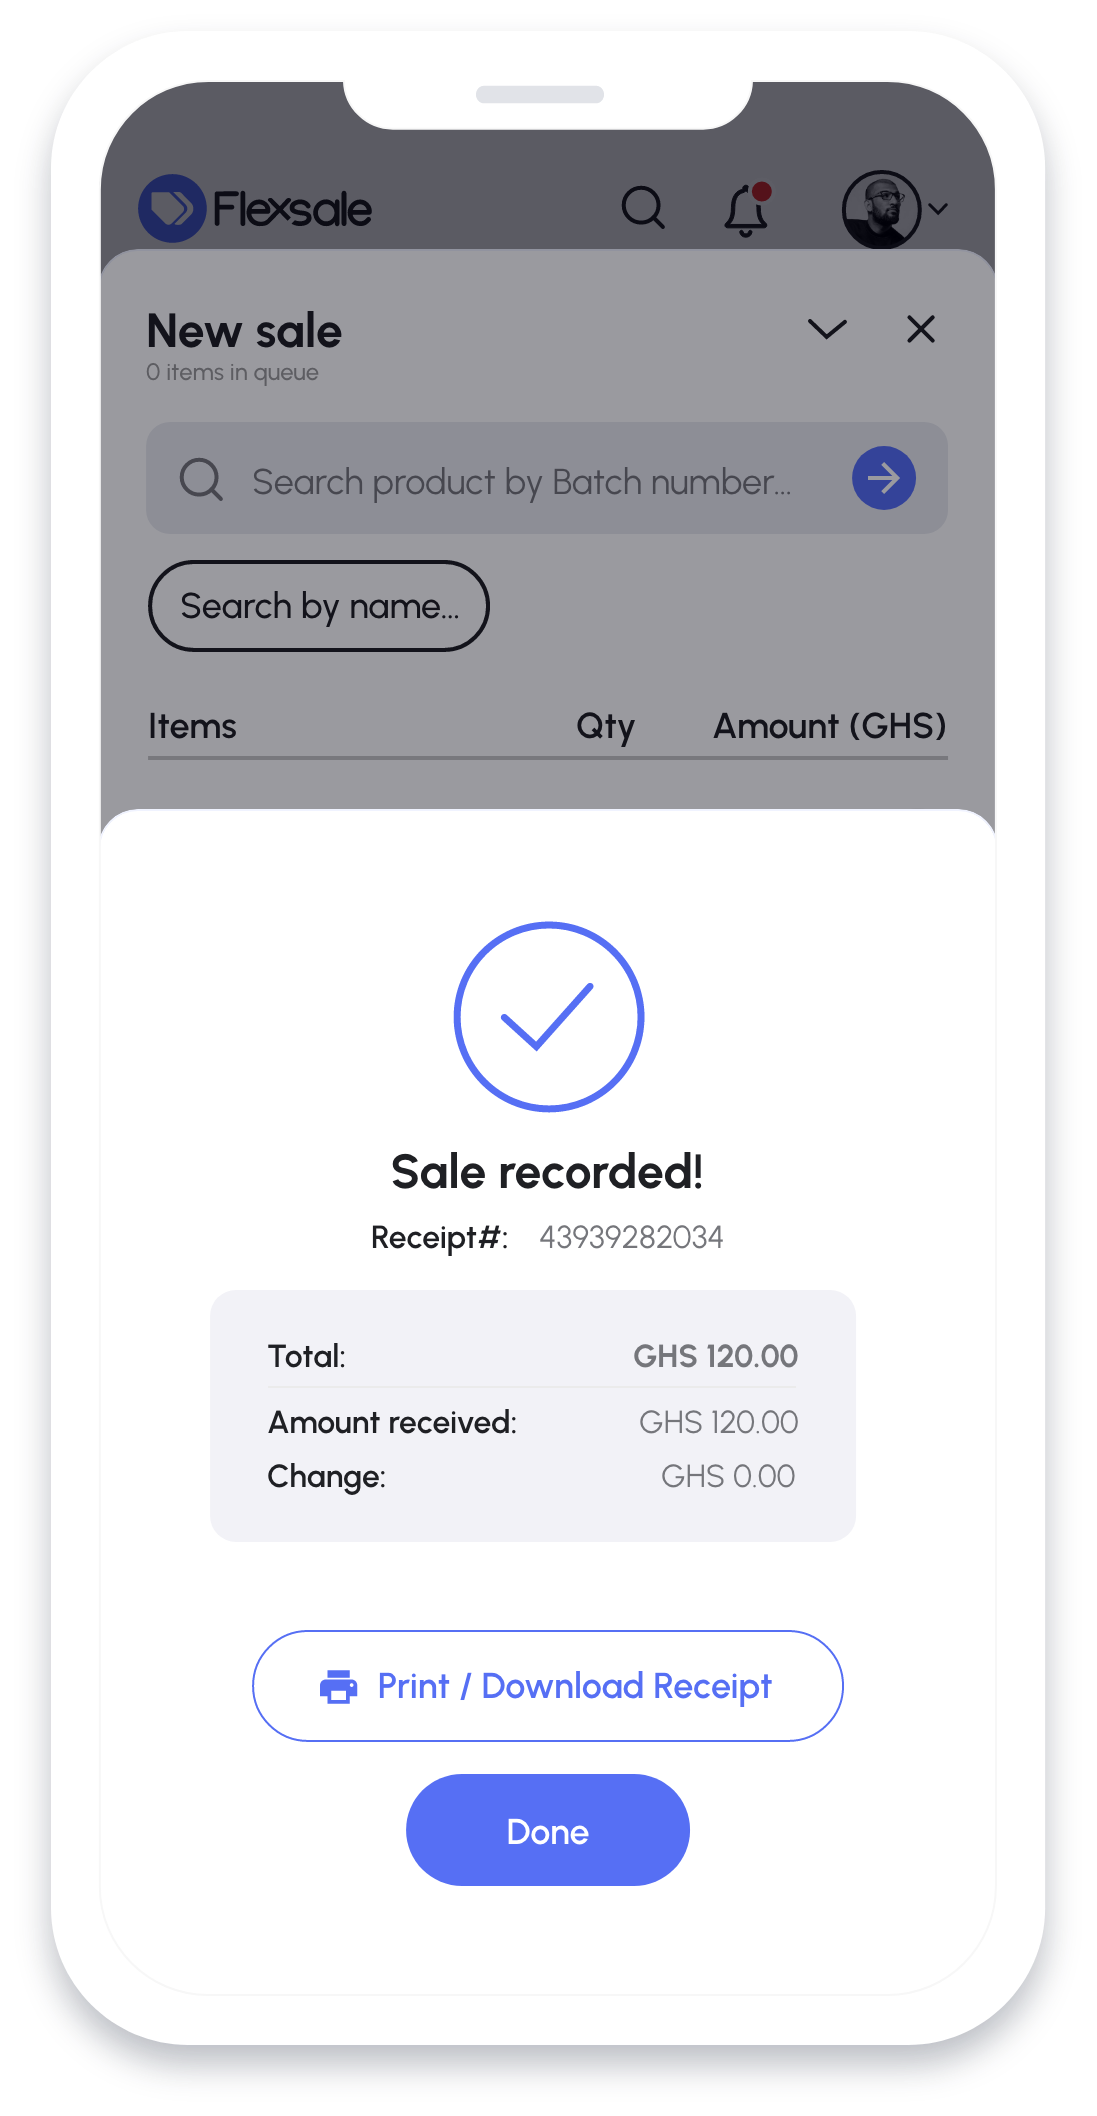 Flexsale
New sale
0 items in queue
Search product by Batch number...
Search by name...
Items Qty Amount (GHS)
Sale recorded!
Receipt#: 43939282034
Total: GHS 120.00
Amount received: GHS 120.00
Change: GHS 0.00
Print / Download Receipt
Done